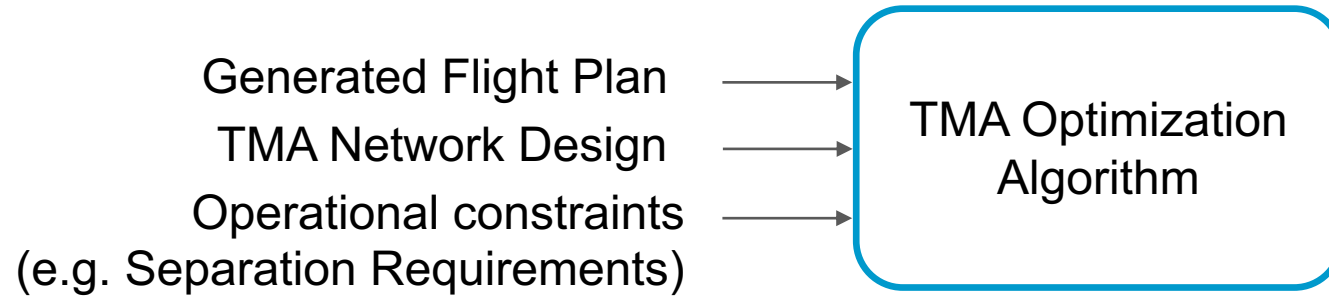 Generated Flight Plan
TMA Network Design
Operational constraints
(e.g. Separation Requirements)
TMA Optimization
Algorithm